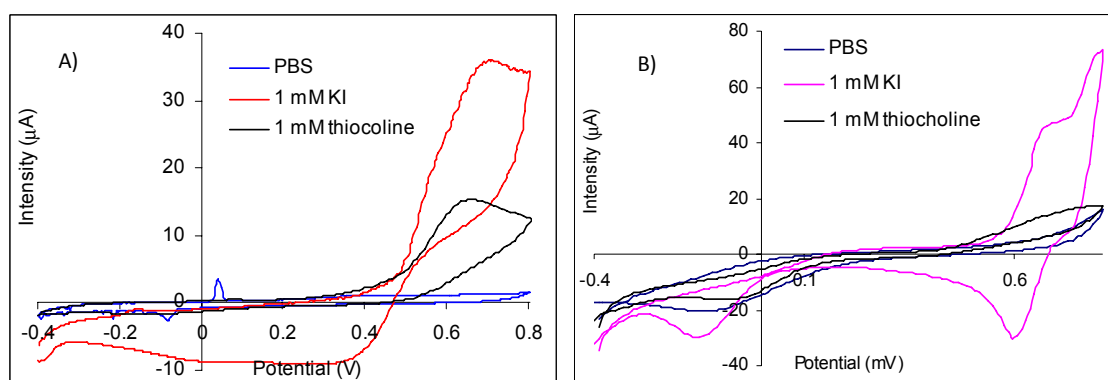 A)
PBS
1 mM KI
1 mM thiocoline
Intensity (µA)
40
30
20
10
0
-10
-0.4
-0.2
0
0.2
0.4
0.6
0.8
Potential (V)
B)
PBS
1 mM KI
1 mM thiocholine
Intensity (µA)
80
60
40
20
0
-20
-40
-0.4
0.1
0.6
Potential (mV)